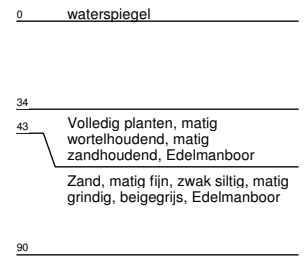 0 waterspiegel
34
43
Volledig planten, matig
wortelhoudend, matig
zandhoudend, Edelmanboor
Zand, matig fijn, zwak siltig, matig
grindig, beigegrijs, Edelmanboor
90